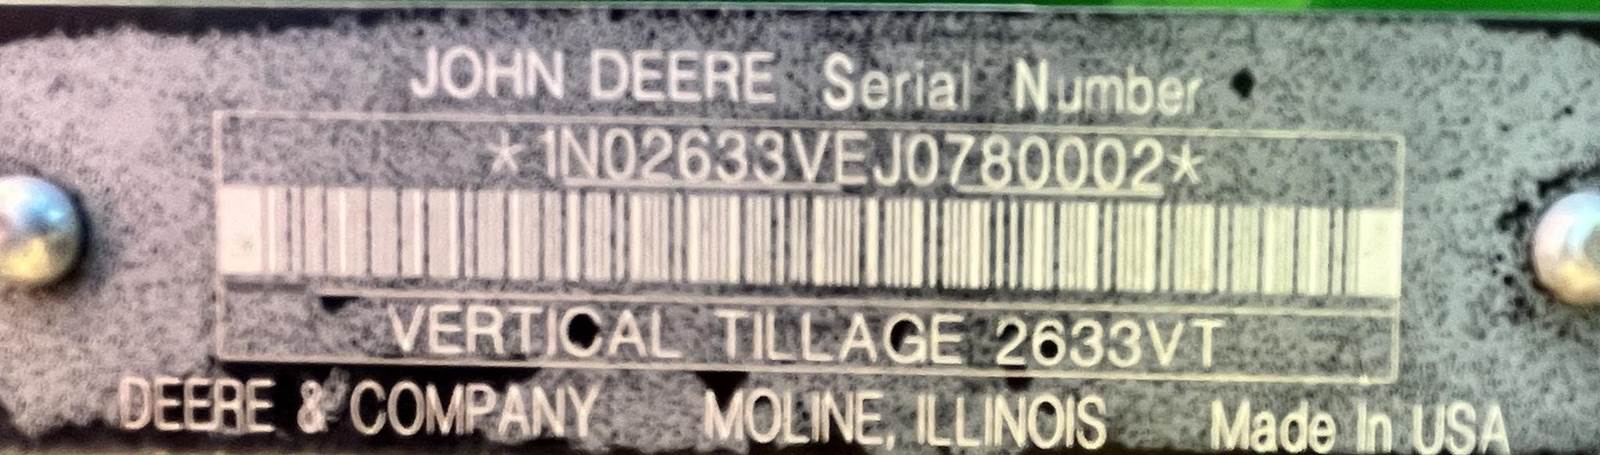 JOHN DEERE Serial Number
*1N02633VEJ0780002*
VERTICAL TILLAGE 2633VT
DEERE & COMPANY MOLINE, ILLINOIS Made In USA